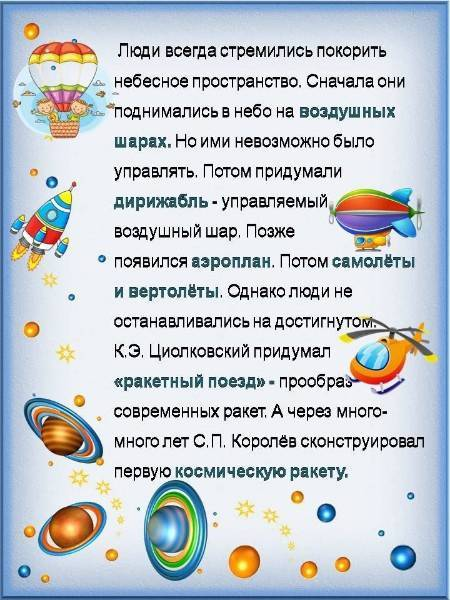 Люди всегда стремились покорить
небесное пространство. Сначала они
поднимались в небо на воздушных
шарах. Но ими невозможно было
управлять. Потом придумали
дирижабль - управляемый
воздушный шар. Позже
появился аэроплан. Потом самолёты
и вертолёты. Однако люди не
останавливались на достигнутом.
К.Э. Циолковский придумал
«ракетный поезд» - прообраз
современных ракет. А через много-
много лет С.П. Королёв сконструировал
первую космическую ракету.